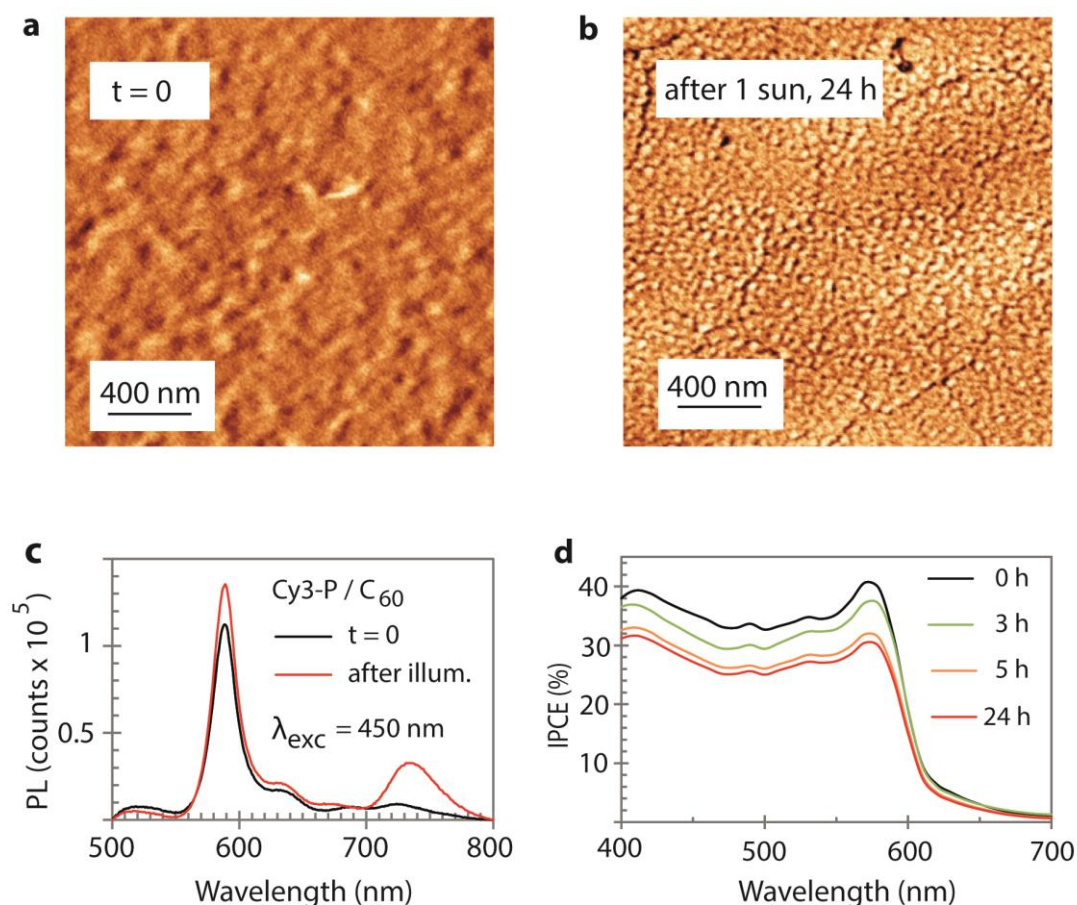 a
t = 0
400 nm
b
after 1 sun, 24 h
400 nm
c
PL (counts x 10⁵)
1
0.5
Cy3-P / C₆₀
t = 0
after illum.
λexc = 450 nm
500 600 700 800
Wavelength (nm)
d
IPCE (%)
40
30
20
10
0 h
3 h
5 h
24 h
400 500 600 700
Wavelength (nm)